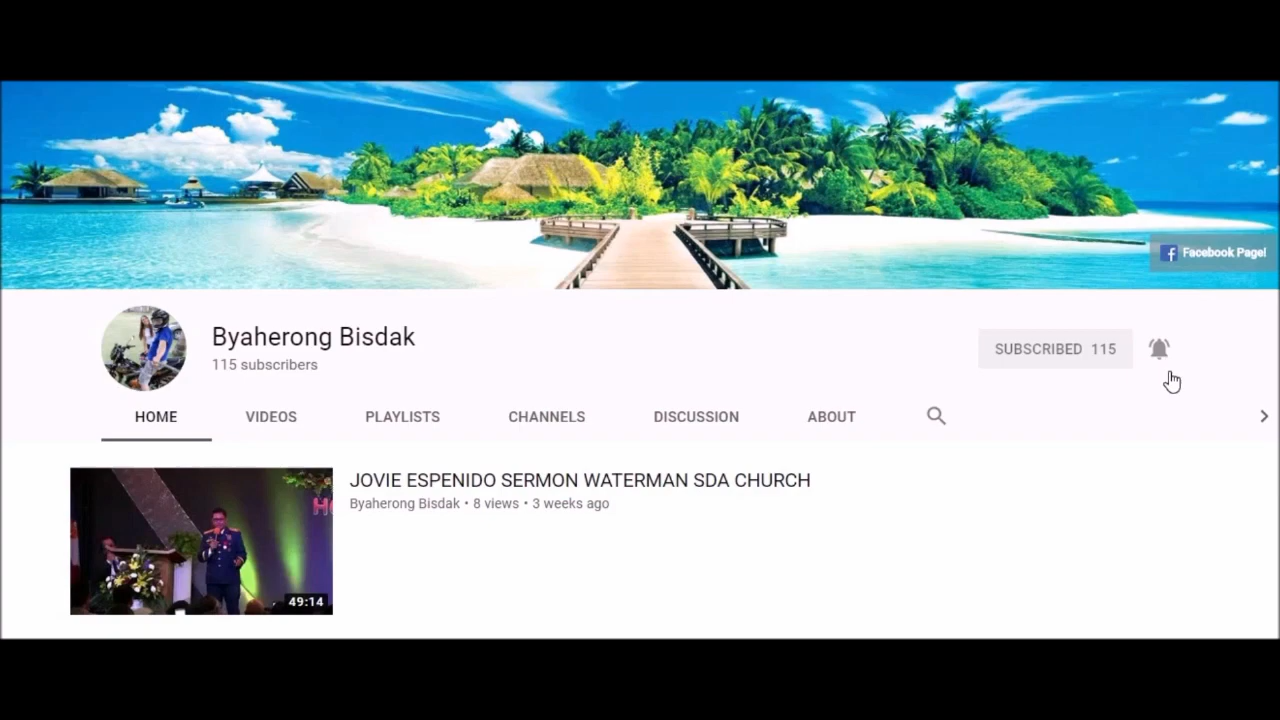 Facebook Page!
Byaherong Bisdak
115 subscribers
SUBSCRIBED 115
HOME VIDEOS PLAYLISTS CHANNELS DISCUSSION ABOUT
JOVIE ESPENIDO SERMON WATERMAN SDA CHURCH
Byaherong Bisdak • 8 views • 3 weeks ago
49:14